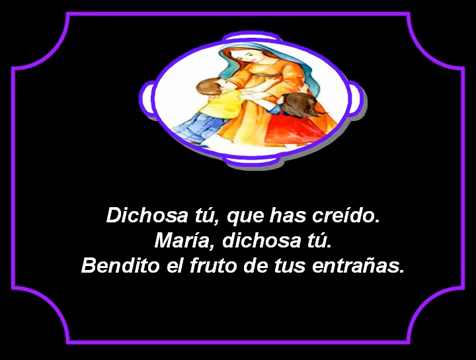 Dichosa tú, que has creído.
María, dichosa tú.
Bendito el fruto de tus entrañas.